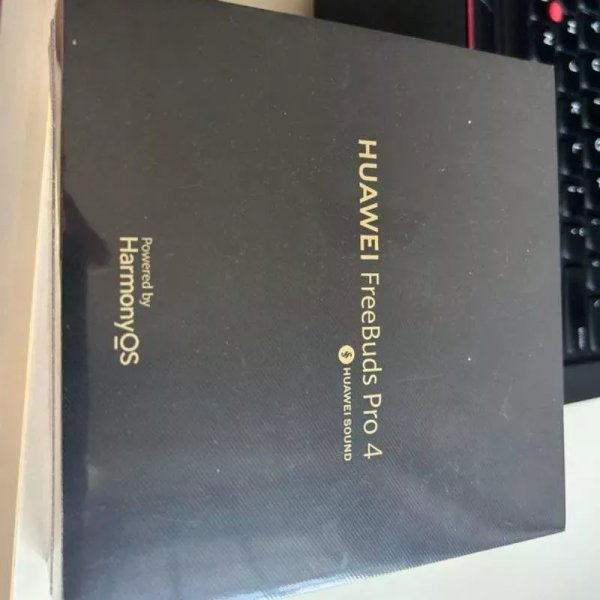 HUAWEI FreeBuds Pro 4
HUAWEI SOUND
Powered by
HarmonyOS